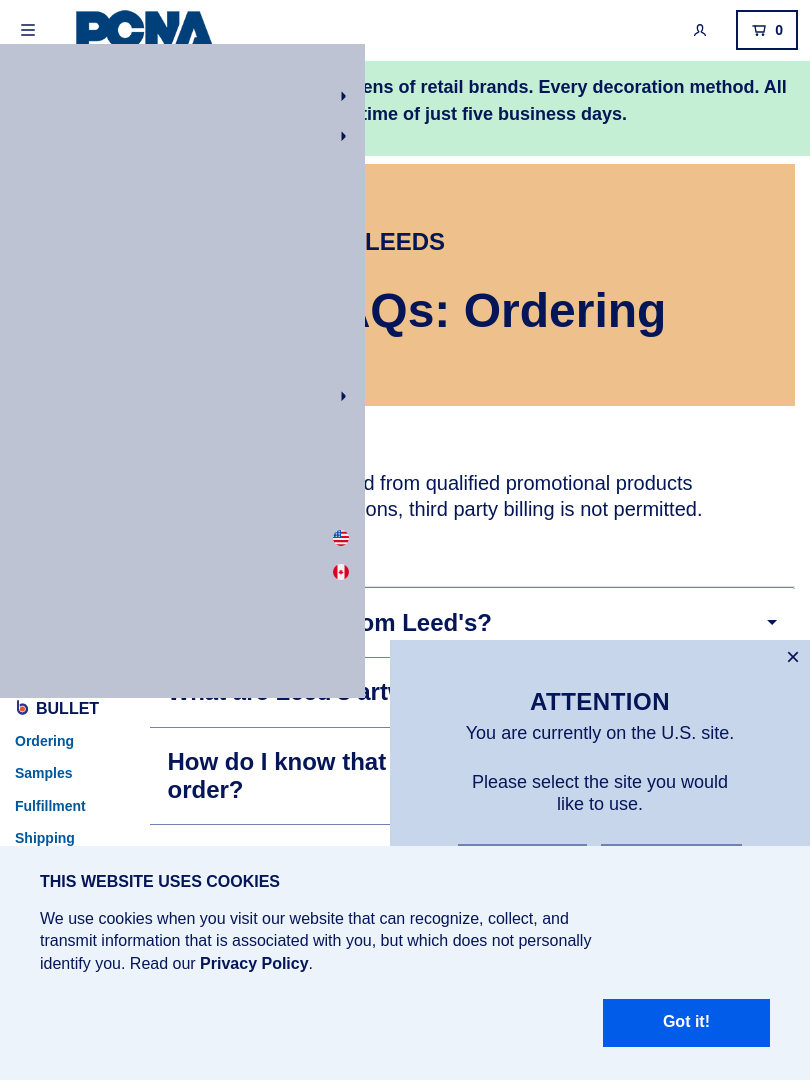 PCNA
0
ens of retail brands. Every decoration method. All
time of just five business days.
LEEDS
AQs: Ordering
d from qualified promotional products
ons, third party billing is not permitted.
om Leed's?
How do I know that
order?
BULLET
Ordering
Samples
Fulfillment
Shipping
×
ATTENTION
You are currently on the U.S. site.
Please select the site you would
like to use.
THIS WEBSITE USES COOKIES
We use cookies when you visit our website that can recognize, collect, and
transmit information that is associated with you, but which does not personally
identify you. Read our Privacy Policy.
Got it!